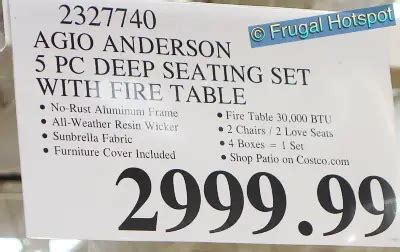 © Frugal Hotspot
2327740
AGIO ANDERSON
5 PC DEEP SEATING SET
WITH FIRE TABLE
• No-Rust Aluminum Frame
• All-Weather Resin Wicker
• Sunbrella Fabric
• Furniture Cover Included
• Fire Table 30,000 BTU
• 2 Chairs / 2 Love Seats
• 4 Boxes = 1 Set
• Shop Patio on Costco.com
2999.99